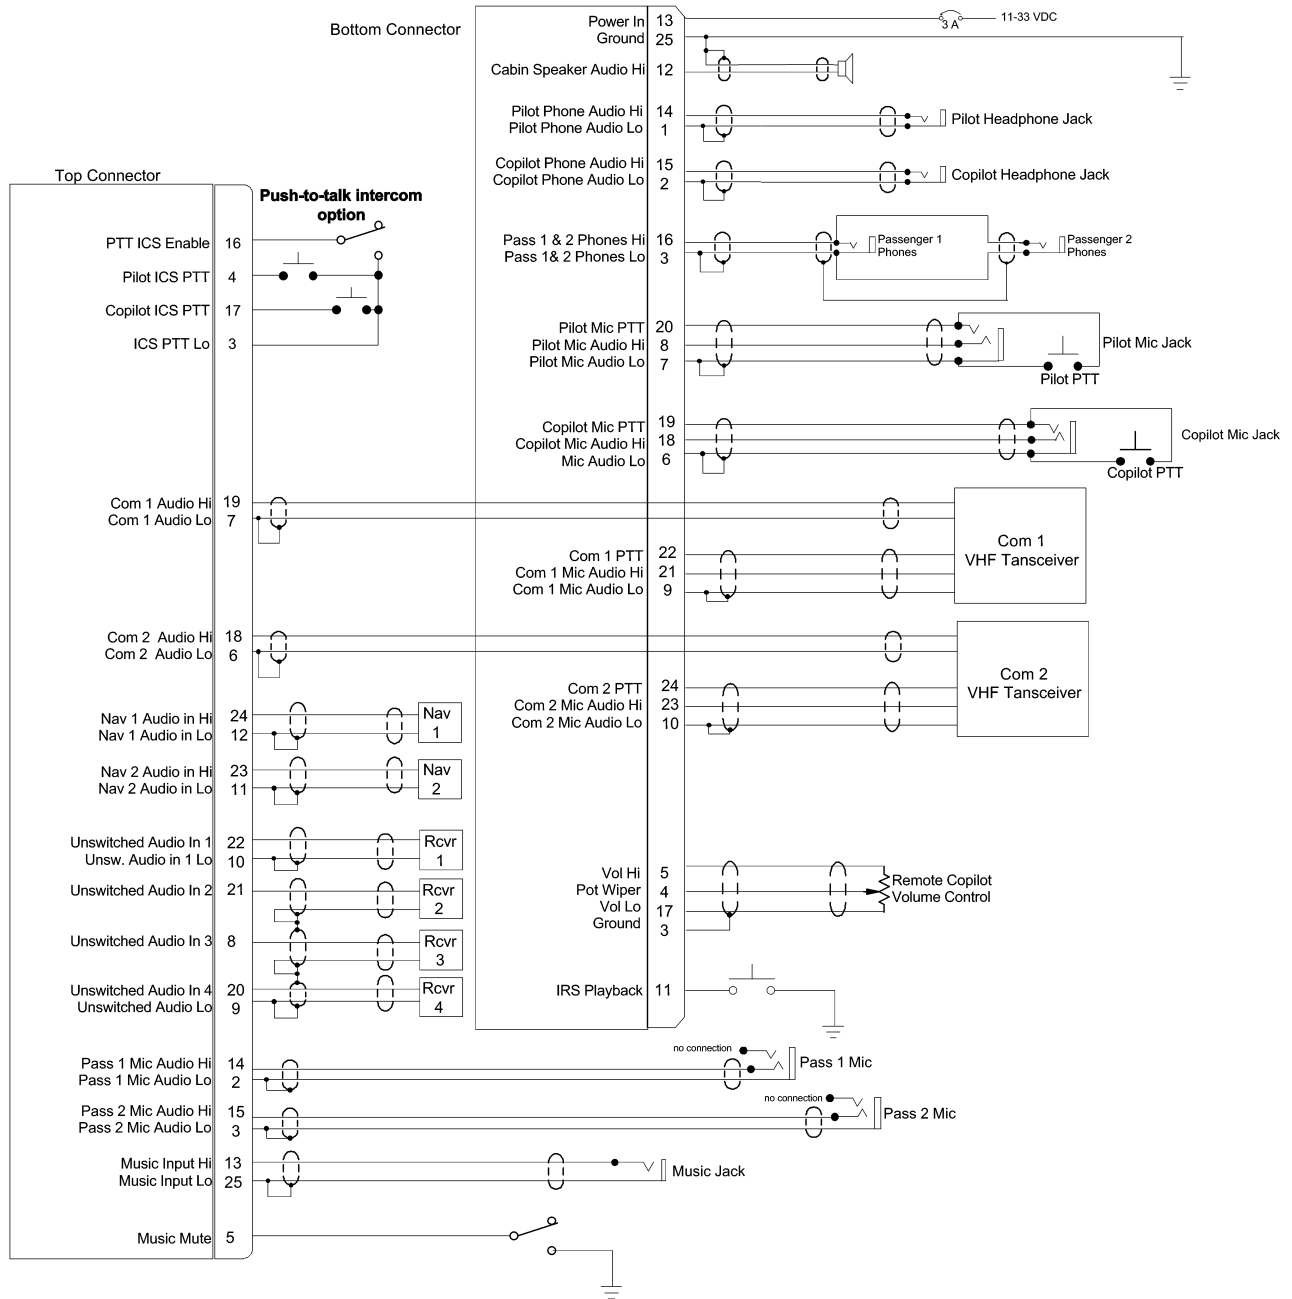 Bottom Connector
Power In 13
Ground 25
3 A
11-33 VDC
Cabin Speaker Audio Hi 12
Pilot Phone Audio Hi 14
Pilot Phone Audio Lo 1
Pilot Headphone Jack
Copilot Phone Audio Hi 15
Copilot Phone Audio Lo 2
Copilot Headphone Jack
Pass 1 & 2 Phones Hi 16
Pass 1& 2 Phones Lo 3
Passenger 1
Phones
Passenger 2
Phones
Pilot Mic PTT 20
Pilot Mic Audio Hi 8
Pilot Mic Audio Lo 7
Pilot Mic Jack
Pilot PTT
Copilot Mic PTT 19
Copilot Mic Audio Hi 18
Mic Audio Lo 6
Copilot Mic Jack
Copilot PTT
Com 1 PTT 22
Com 1 Mic Audio Hi 21
Com 1 Mic Audio Lo 9
Com 1
VHF Tansceiver
Com 2 PTT 24
Com 2 Mic Audio Hi 23
Com 2 Mic Audio Lo 10
Com 2
VHF Tansceiver
Vol Hi 5
Pot Wiper 4
Vol Lo 17
Ground 3
Remote Copilot
Volume Control
IRS Playback 11
Top Connector
Push-to-talk intercom
option
PTT ICS Enable 16
Pilot ICS PTT 4
Copilot ICS PTT 17
ICS PTT Lo 3
Com 1 Audio Hi 19
Com 1 Audio Lo 7
Com 2 Audio Hi 18
Com 2 Audio Lo 6
Nav 1 Audio in Hi 24
Nav 1 Audio in Lo 12
Nav
1
Nav 2 Audio in Hi 23
Nav 2 Audio in Lo 11
Nav
2
Unswitched Audio In 1 22
Unsw. Audio in 1 Lo 10
Rcvr
1
Unswitched Audio In 2 21
Rcvr
2
Unswitched Audio In 3 8
Rcvr
3
Unswitched Audio In 4 20
Unswitched Audio Lo 9
Rcvr
4
Pass 1 Mic Audio Hi 14
Pass 1 Mic Audio Lo 2
no connection
Pass 1 Mic
Pass 2 Mic Audio Hi 15
Pass 2 Mic Audio Lo 3
no connection
Pass 2 Mic
Music Input Hi 13
Music Input Lo 25
Music Jack
Music Mute 5